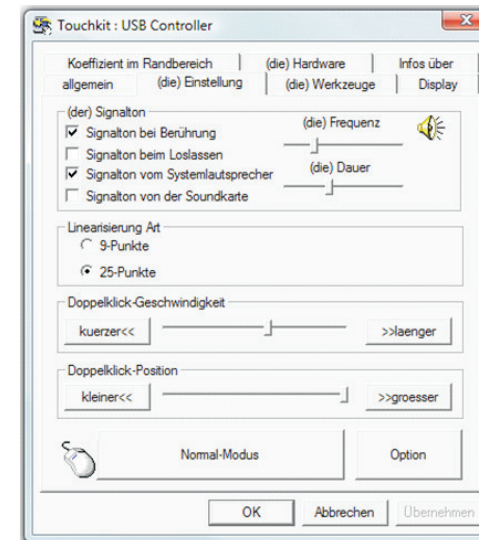 Touchkit : USB Controller
Koeffizient im Randbereich (die) Hardware Infos über
allgemein (die) Einstellung (die) Werkzeuge Display
(der) Signalton
(die) Frequenz
Signalton bei Berührung
Signalton beim Loslassen
(die) Dauer
Signalton vom Systemlautsprecher
Signalton von der Soundkarte
Linearisierung Art
9-Punkte
25-Punkte
Doppelklick-Geschwindigkeit
kuerzer<< >>laenger
Doppelklick-Position
kleiner<< >>groesser
Normal-Modus Option
OK Abbrechen Übernehmen